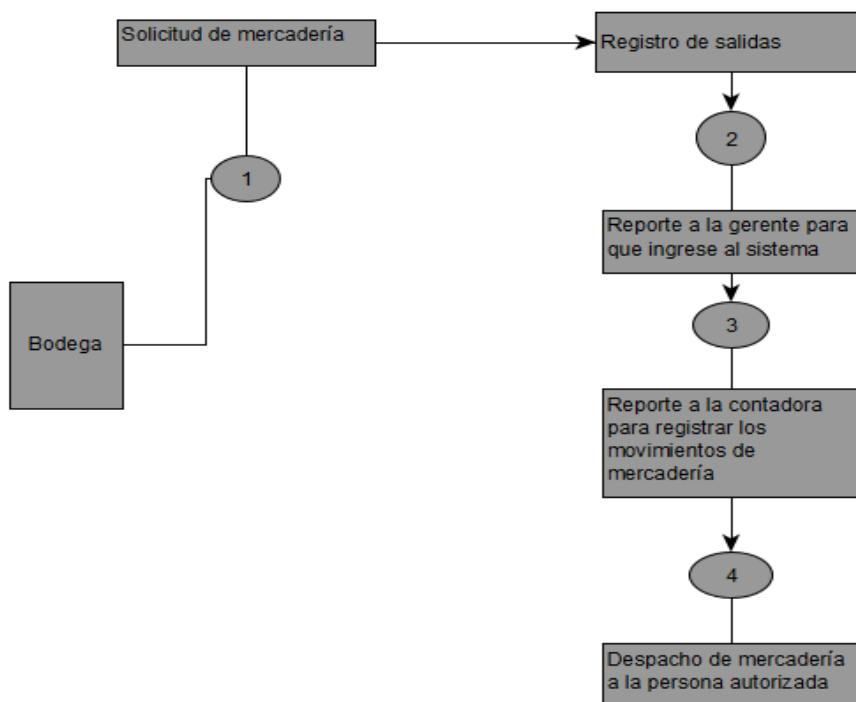 Solicitud de mercadería
Registro de salidas
2
1
Reporte a la gerente para
que ingrese al sistema
3
Bodega
Reporte a la contadora
para registrar los
movimientos de
mercadería
4
Despacho de mercadería
a la persona autorizada